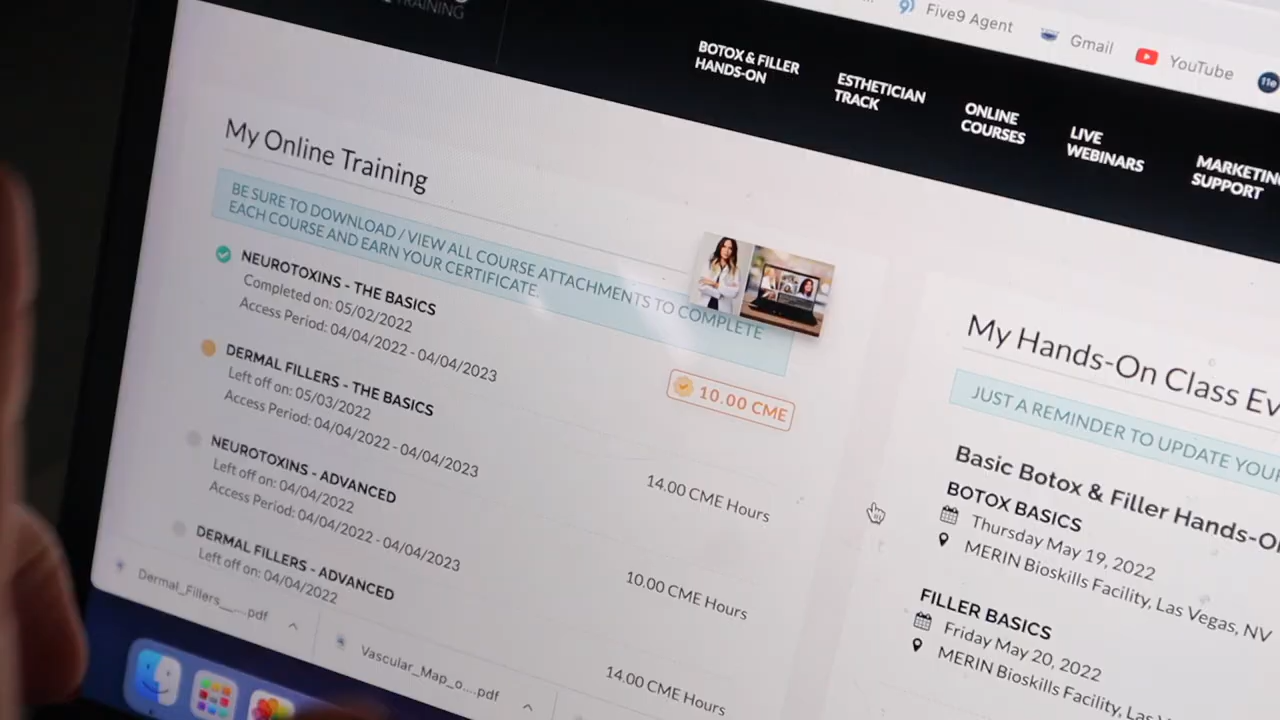 TRAINING
Five9 Agent
Gmail
YouTube
11e
BOTOX & FILLER
HANDS-ON
ESTHETICIAN
TRACK
ONLINE
COURSES
LIVE
WEBINARS
MARKETING
SUPPORT
My Online Training
BE SURE TO DOWNLOAD / VIEW ALL COURSE ATTACHMENTS TO COMPLETE
EACH COURSE AND EARN YOUR CERTIFICATE.
NEUROTOXINS - THE BASICS
Completed on: 05/02/2022
Access Period: 04/04/2022 - 04/04/2023
10.00 CME
DERMAL FILLERS - THE BASICS
Left off on: 05/03/2022
Access Period: 04/04/2022 - 04/04/2023
14.00 CME Hours
NEUROTOXINS - ADVANCED
Left off on: 04/04/2022
Access Period: 04/04/2022 - 04/04/2023
10.00 CME Hours
DERMAL FILLERS - ADVANCED
Left off on: 04/04/2022
14.00 CME Hours
My Hands-On Class Ev
JUST A REMINDER TO UPDATE YOUR
Basic Botox & Filler Hands-O
BOTOX BASICS
Thursday May 19, 2022
MERIN Bioskills Facility, Las Vegas, NV
FILLER BASICS
Friday May 20, 2022
MERIN Bioskills Facility, Las Veg
Dermal_Fillers__....pdf
Vascular_Map_o....pdf